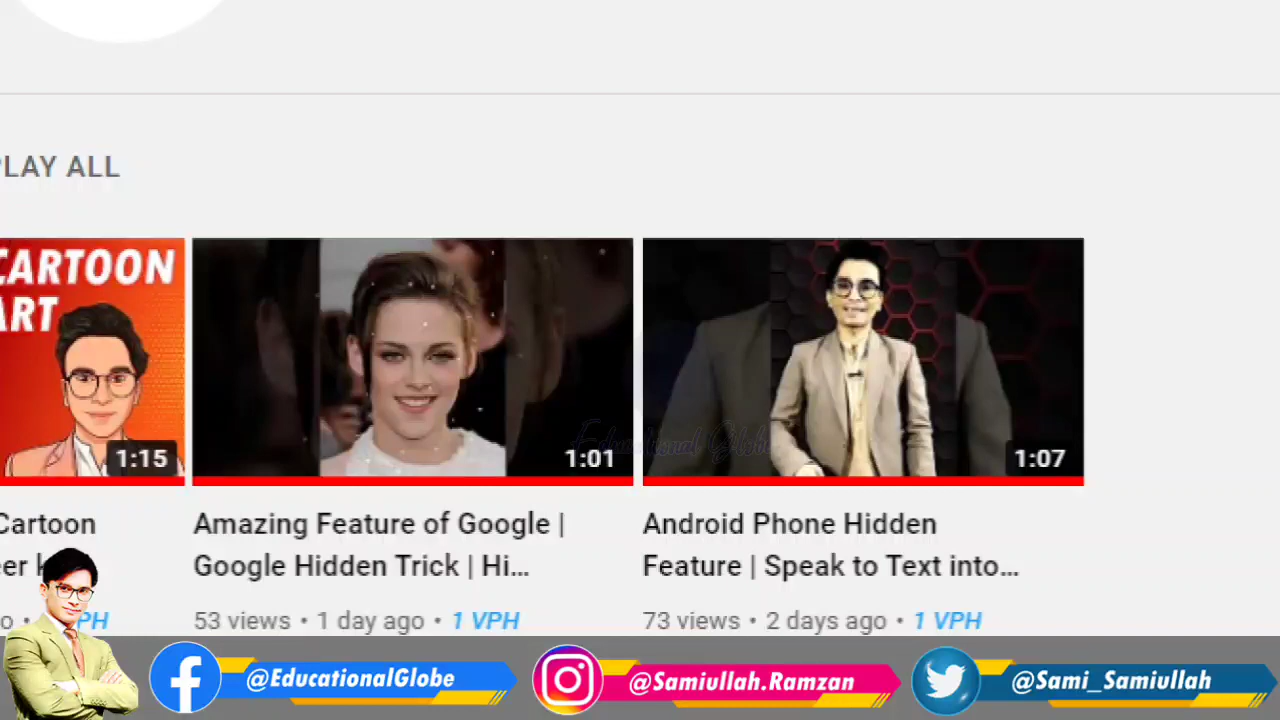 PLAY ALL
CARTOON
ART
1:15
1:01
Educational Globe
1:07
Cartoon
Amazing Feature of Google |
Google Hidden Trick | Hi...
Android Phone Hidden
Feature | Speak to Text into...
53 views • 1 day ago • 1 VPH
73 views • 2 days ago • 1 VPH
@EducationalGlobe
@Samiullah.Ramzan
@Sami_Samiullah